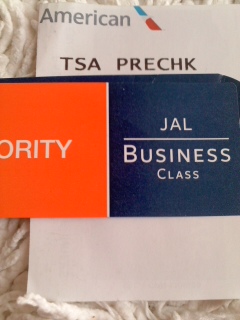 American
TSA PRECHK
ORITY
JAL
BUSINESS
CLASS